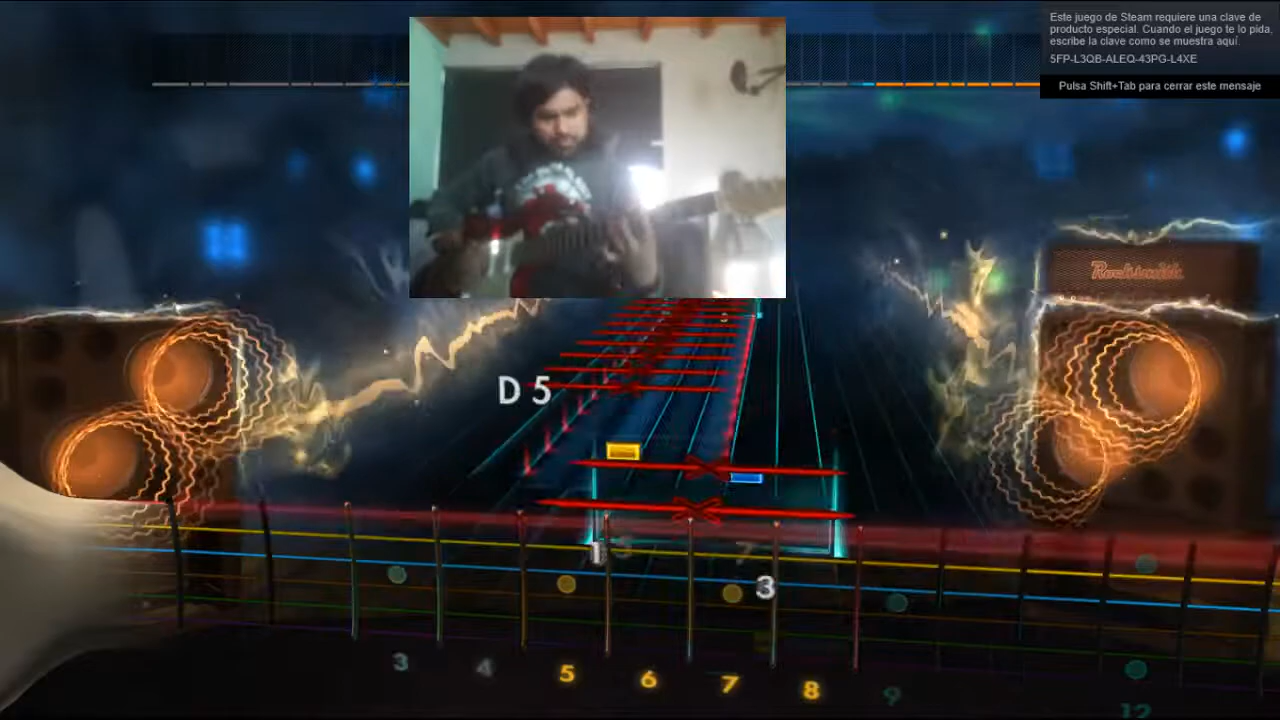 Este juego de Steam requiere una clave de
producto especial. Cuando el juego te lo pida,
escribe la clave como se muestra aquí.
5FP-L3QB-ALEQ-43PG-L4XE
Pulsa Shift+Tab para cerrar este mensaje
Rocksmith
D 5
1
3
3 4 5 6 7 8 9 12